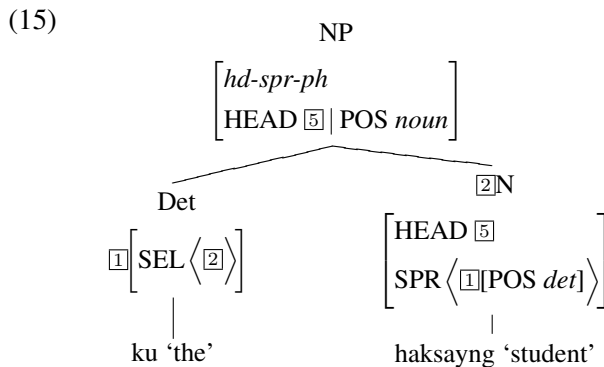 (15)
NP
[hd-spr-ph
HEAD 5 | POS noun]
Det
2N
1[SEL ⟨2⟩]
[HEAD 5
SPR ⟨1[POS det]⟩]
ku ‘the’
haksayng ‘student’